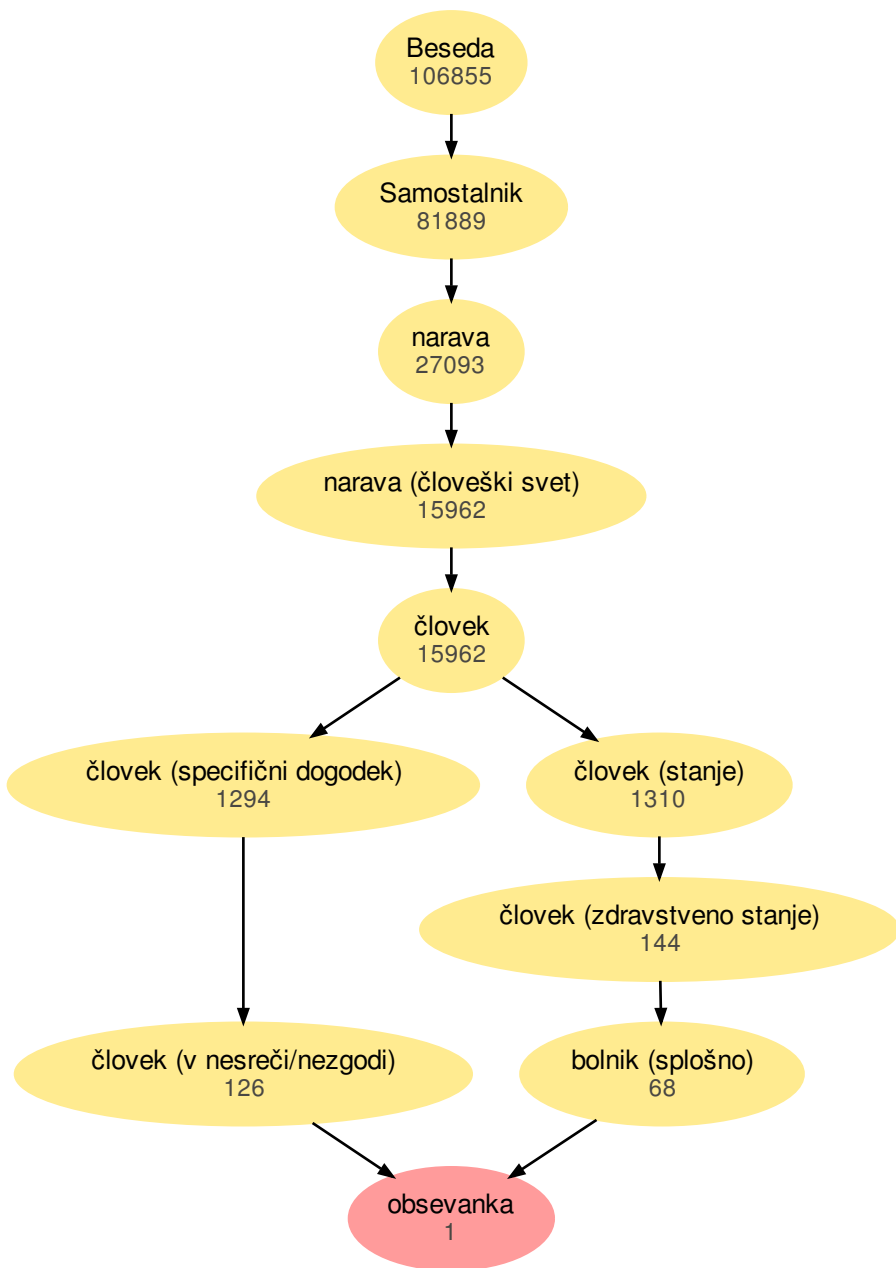 Beseda
106855
Samostalnik
81889
narava
27093
narava (človeški svet)
15962
človek
15962
človek (specifični dogodek)
1294
človek (stanje)
1310
človek (zdravstveno stanje)
144
človek (v nesreči/nezgodi)
126
bolnik (splošno)
68
obsevanka
1